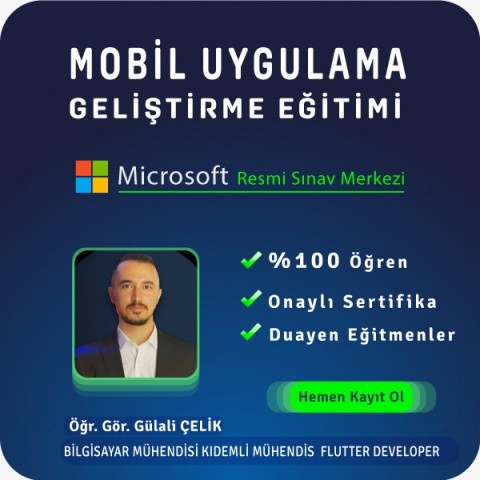 MOBİL UYGULAMA
GELİŞTİRME EĞİTİMİ
Microsoft Resmi Sınav Merkezi
%100 Öğren
Onaylı Sertifika
Duayen Eğitmenler
Hemen Kayıt Ol
Öğr. Gör. Gülali ÇELİK
BİLGİSAYAR MÜHENDİSİ KIDEMLİ MÜHENDİS FLUTTER DEVELOPER